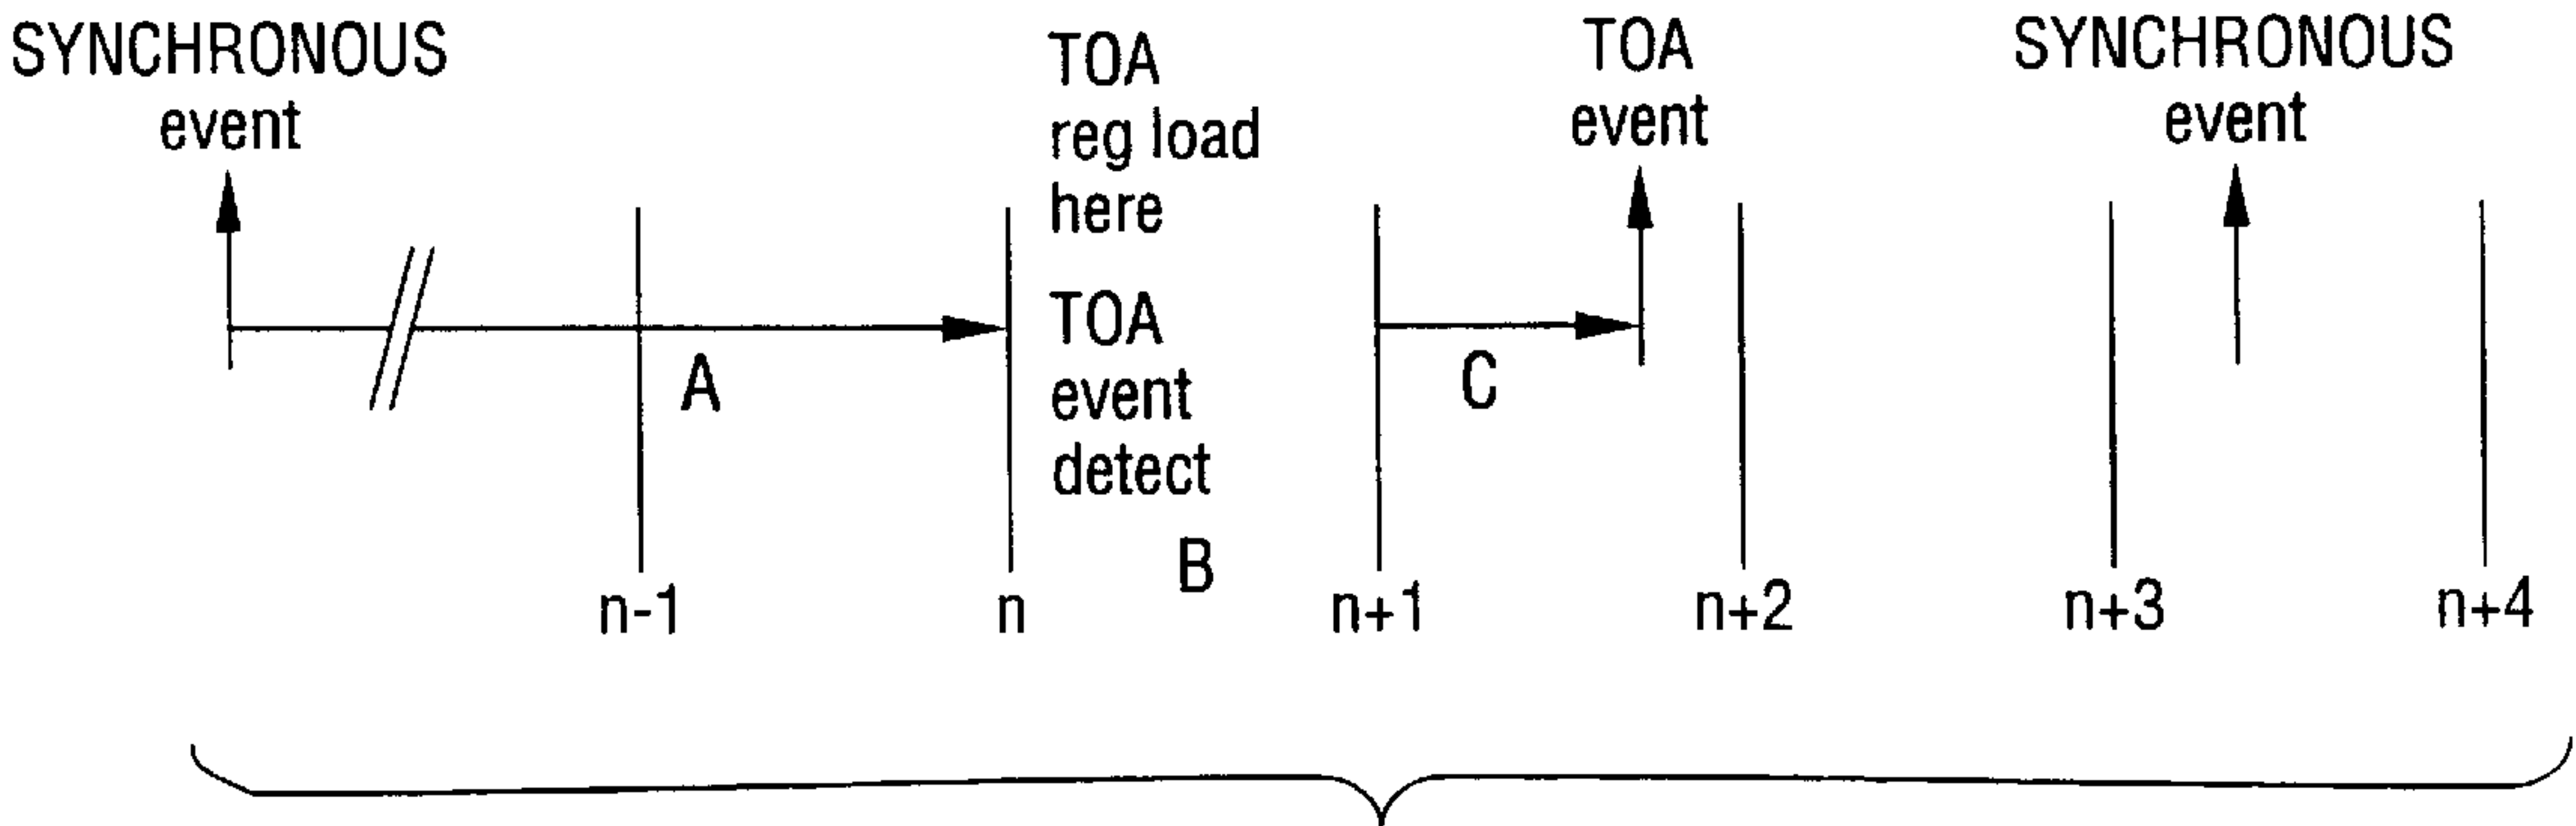 SYNCHRONOUS
event
TOA
reg load
here
TOA
event
detect
TOA
event
SYNCHRONOUS
event
A
B
C
n-1
n
n+1
n+2
n+3
n+4